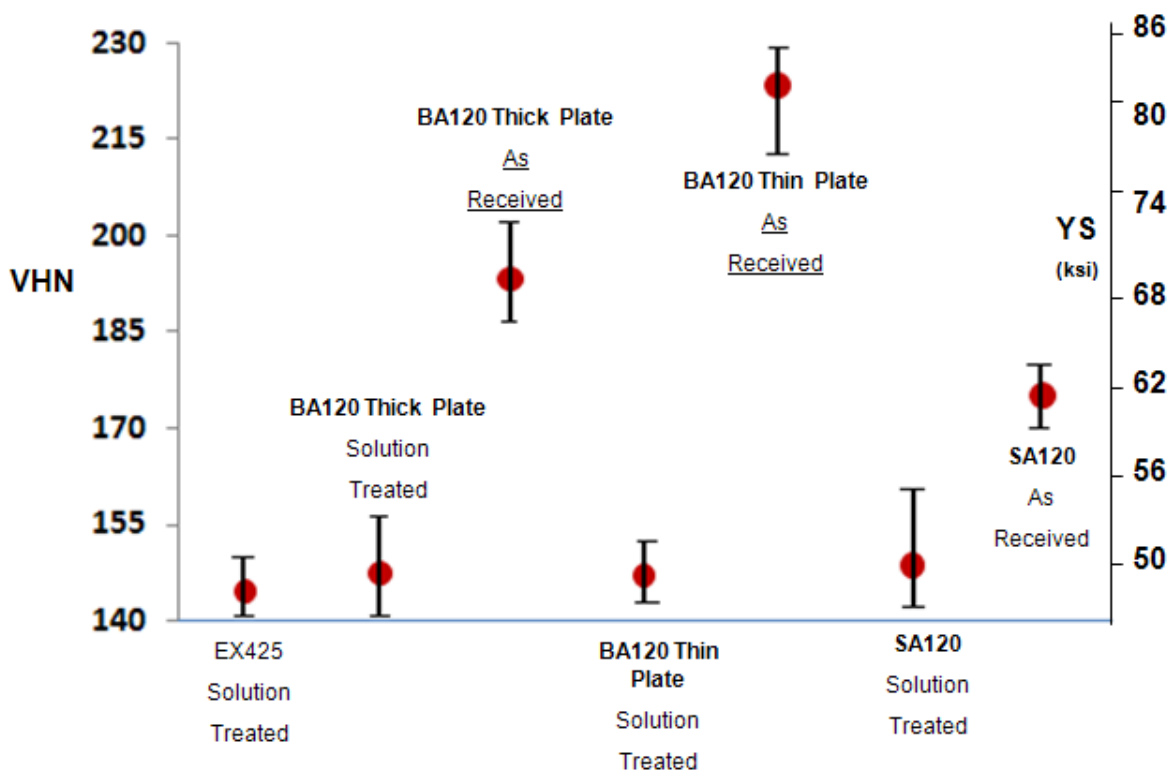 230
215
200
185
170
155
140
VHN
BA120 Thick Plate
As
Received
BA120 Thin Plate
As
Received
BA120 Thick Plate
Solution
Treated
SA120
As
Received
EX425
Solution
Treated
BA120 Thin
Plate
Solution
Treated
SA120
Solution
Treated
YS
(ksi)
86
80
74
68
62
56
50